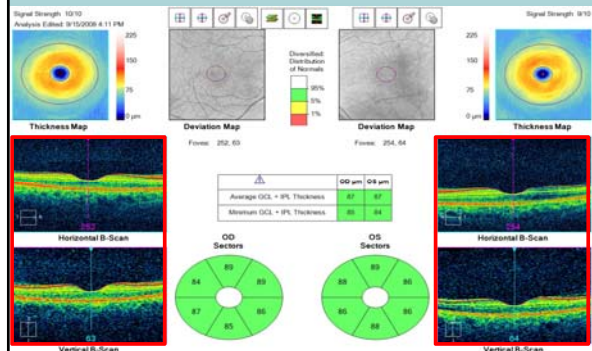 Signal Strength 10/10
Analysis Edited: 9/15/2008 4:11 PM
Signal Strength 9/10
225
150
75
0 µm
Thickness Map
Deviation Map
Fovea: 252, 63
Diversified:
Distribution
of Normals
95%
5%
1%
Deviation Map
Fovea: 254, 64
225
150
75
0 µm
Thickness Map
OD µm OS µm
Average GCL + IPL Thickness 87 87
Minimum GCL + IPL Thickness 84
252
Horizontal B-Scan
63
Vertical B-Scan
OD
Sectors
89
84
89
87
86
85
OS
Sectors
89
88
86
86
86
88
Horizontal B-Scan
64
Vertical B-Scan